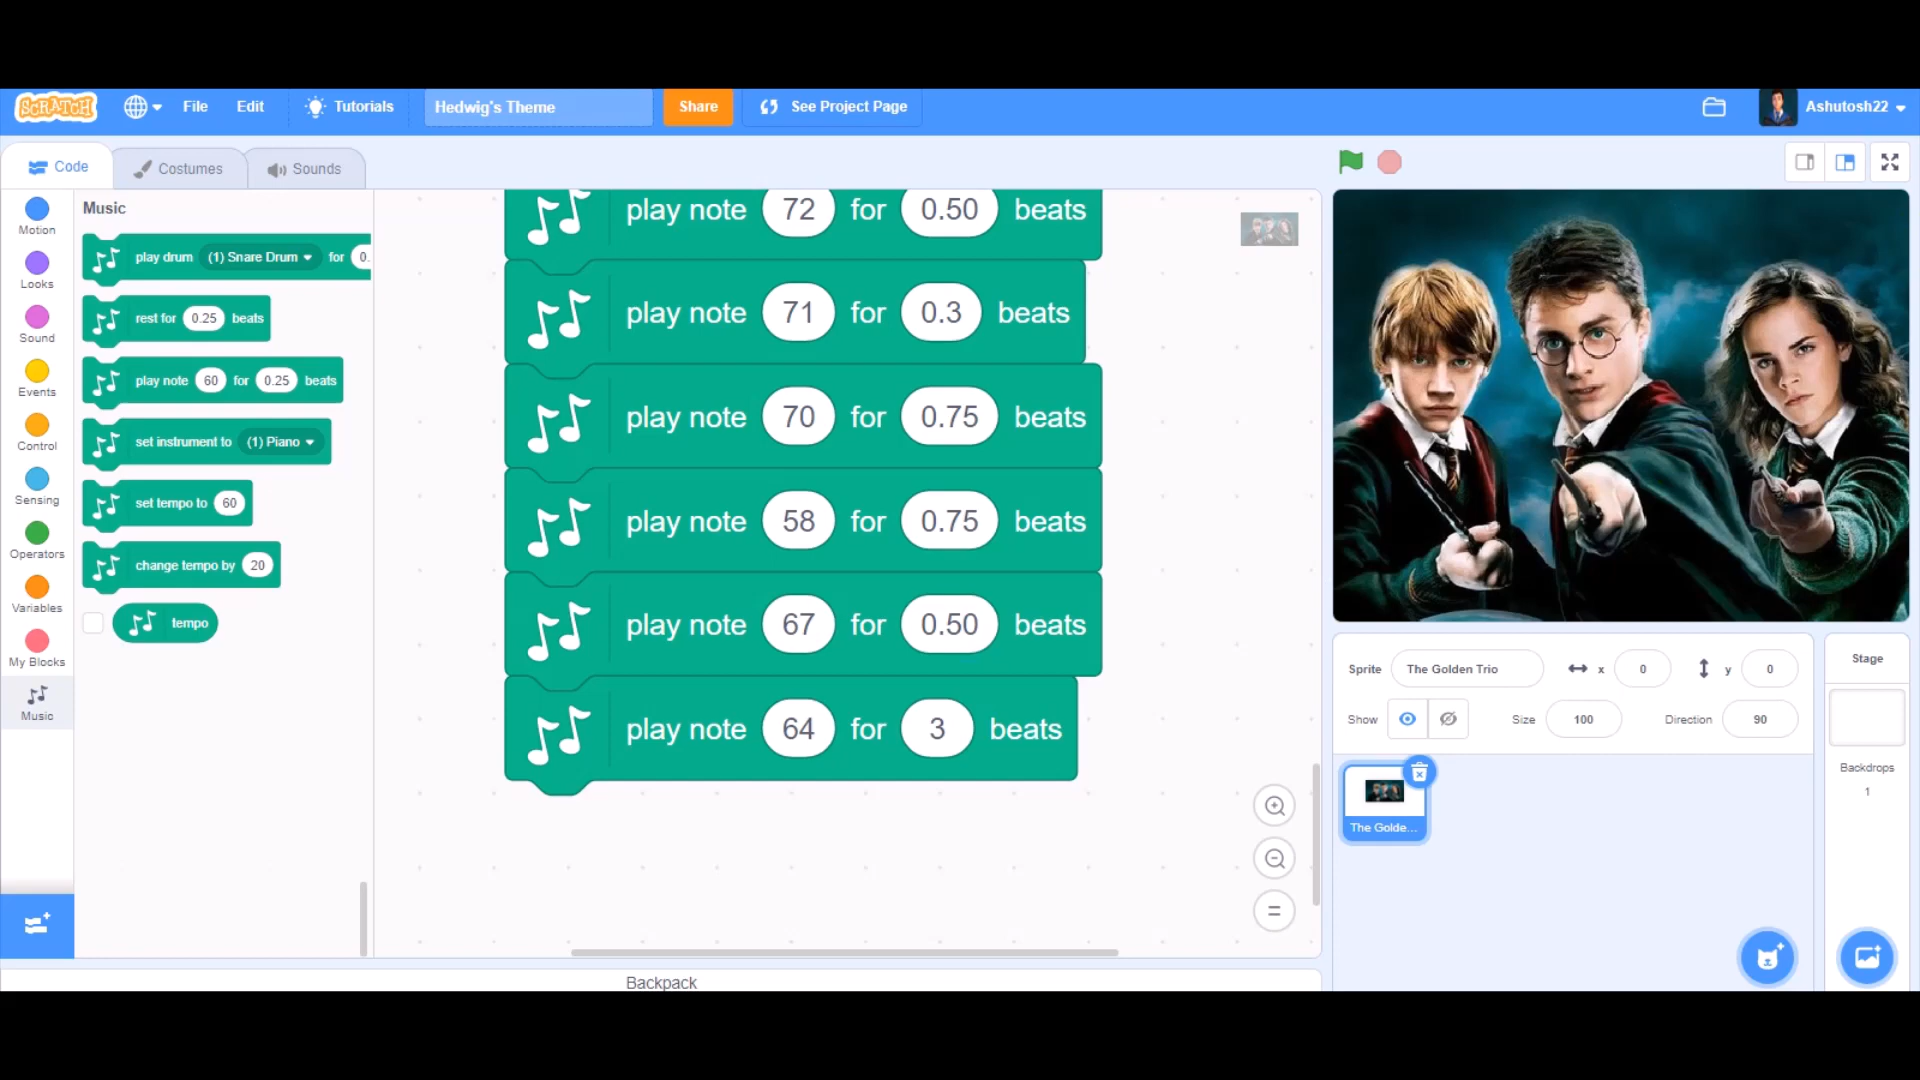 SCRATCH File Edit Tutorials Hedwig's Theme Share See Project Page Ashutosh22
Code Costumes Sounds
Motion
Looks
Sound
Events
Control
Sensing
Operators
Variables
My Blocks
Music
Music
play drum (1) Snare Drum for 0.
rest for 0.25 beats
play note 60 for 0.25 beats
set instrument to (1) Piano
set tempo to 60
change tempo by 20
tempo
play note 72 for 0.50 beats
play note 71 for 0.3 beats
play note 70 for 0.75 beats
play note 58 for 0.75 beats
play note 67 for 0.50 beats
play note 64 for 3 beats
Backpack
Sprite The Golden Trio x 0 y 0
Show Size 100 Direction 90
The Golde...
Stage
Backdrops
1